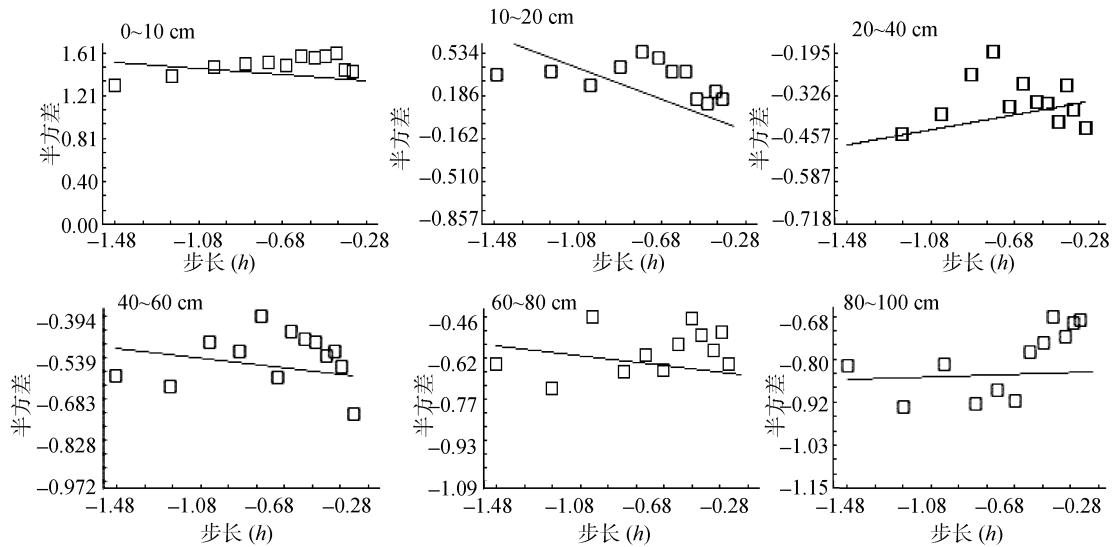 0~10 cm
1.61
1.21
0.81
0.40
0.00
半方差
−1.48 −1.08 −0.68 −0.28
步长 (h)
10~20 cm
0.534
0.186
−0.162
−0.510
−0.857
半方差
−1.48 −1.08 −0.68 −0.28
步长 (h)
20~40 cm
−0.195
−0.326
−0.457
−0.587
−0.718
半方差
−1.48 −1.08 −0.68 −0.28
步长 (h)
40~60 cm
−0.394
−0.539
−0.683
−0.828
−0.972
半方差
−1.48 −1.08 −0.68 −0.28
步长 (h)
60~80 cm
−0.46
−0.62
−0.77
−0.93
−1.09
半方差
−1.48 −1.08 −0.68 −0.28
步长 (h)
80~100 cm
−0.68
−0.80
−0.92
−1.03
−1.15
半方差
−1.48 −1.08 −0.68 −0.28
步长 (h)